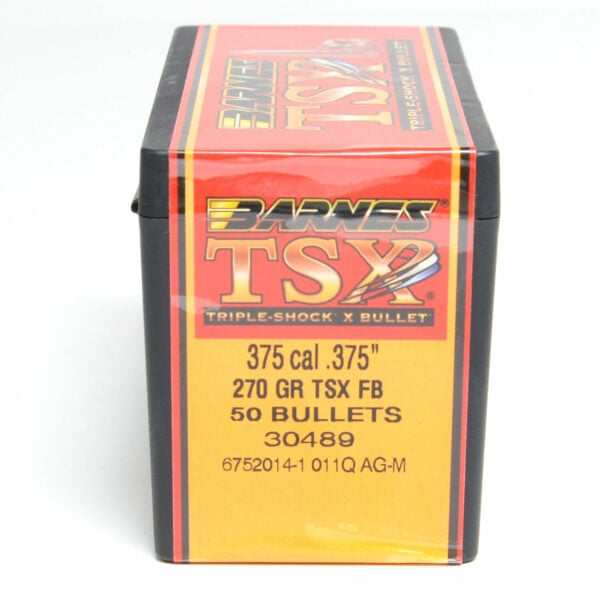 BARNES
TSX
TRIPLE-SHOCK X BULLET
BARNES®
TSX®
TRIPLE-SHOCK® X BULLET
375 cal .375"
270 GR TSX FB
50 BULLETS
30489
6752014-1 011Q AG-M